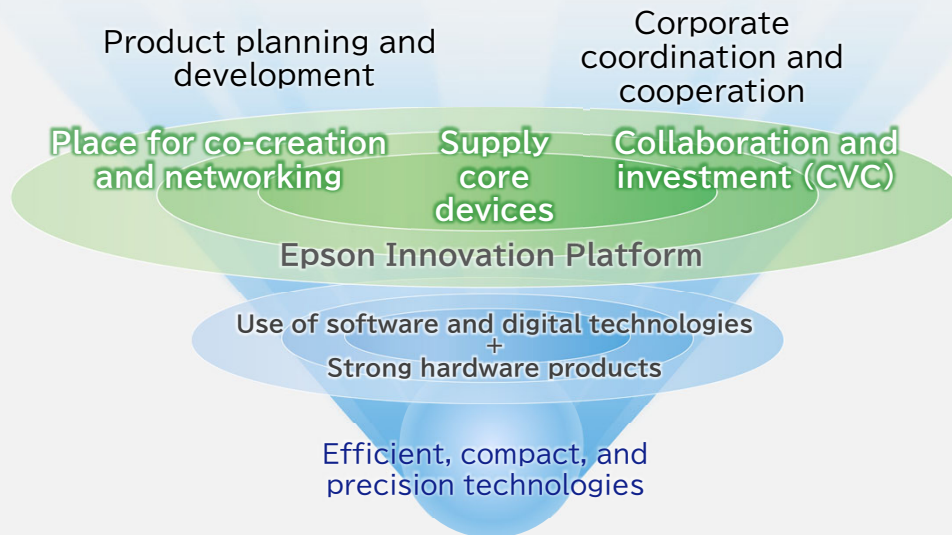 Product planning and
development
Corporate
coordination and
cooperation
Place for co-creation
and networking
Supply
core
devices
Collaboration and
investment (CVC)
Epson Innovation Platform
Use of software and digital technologies
+
Strong hardware products
Efficient, compact, and
precision technologies